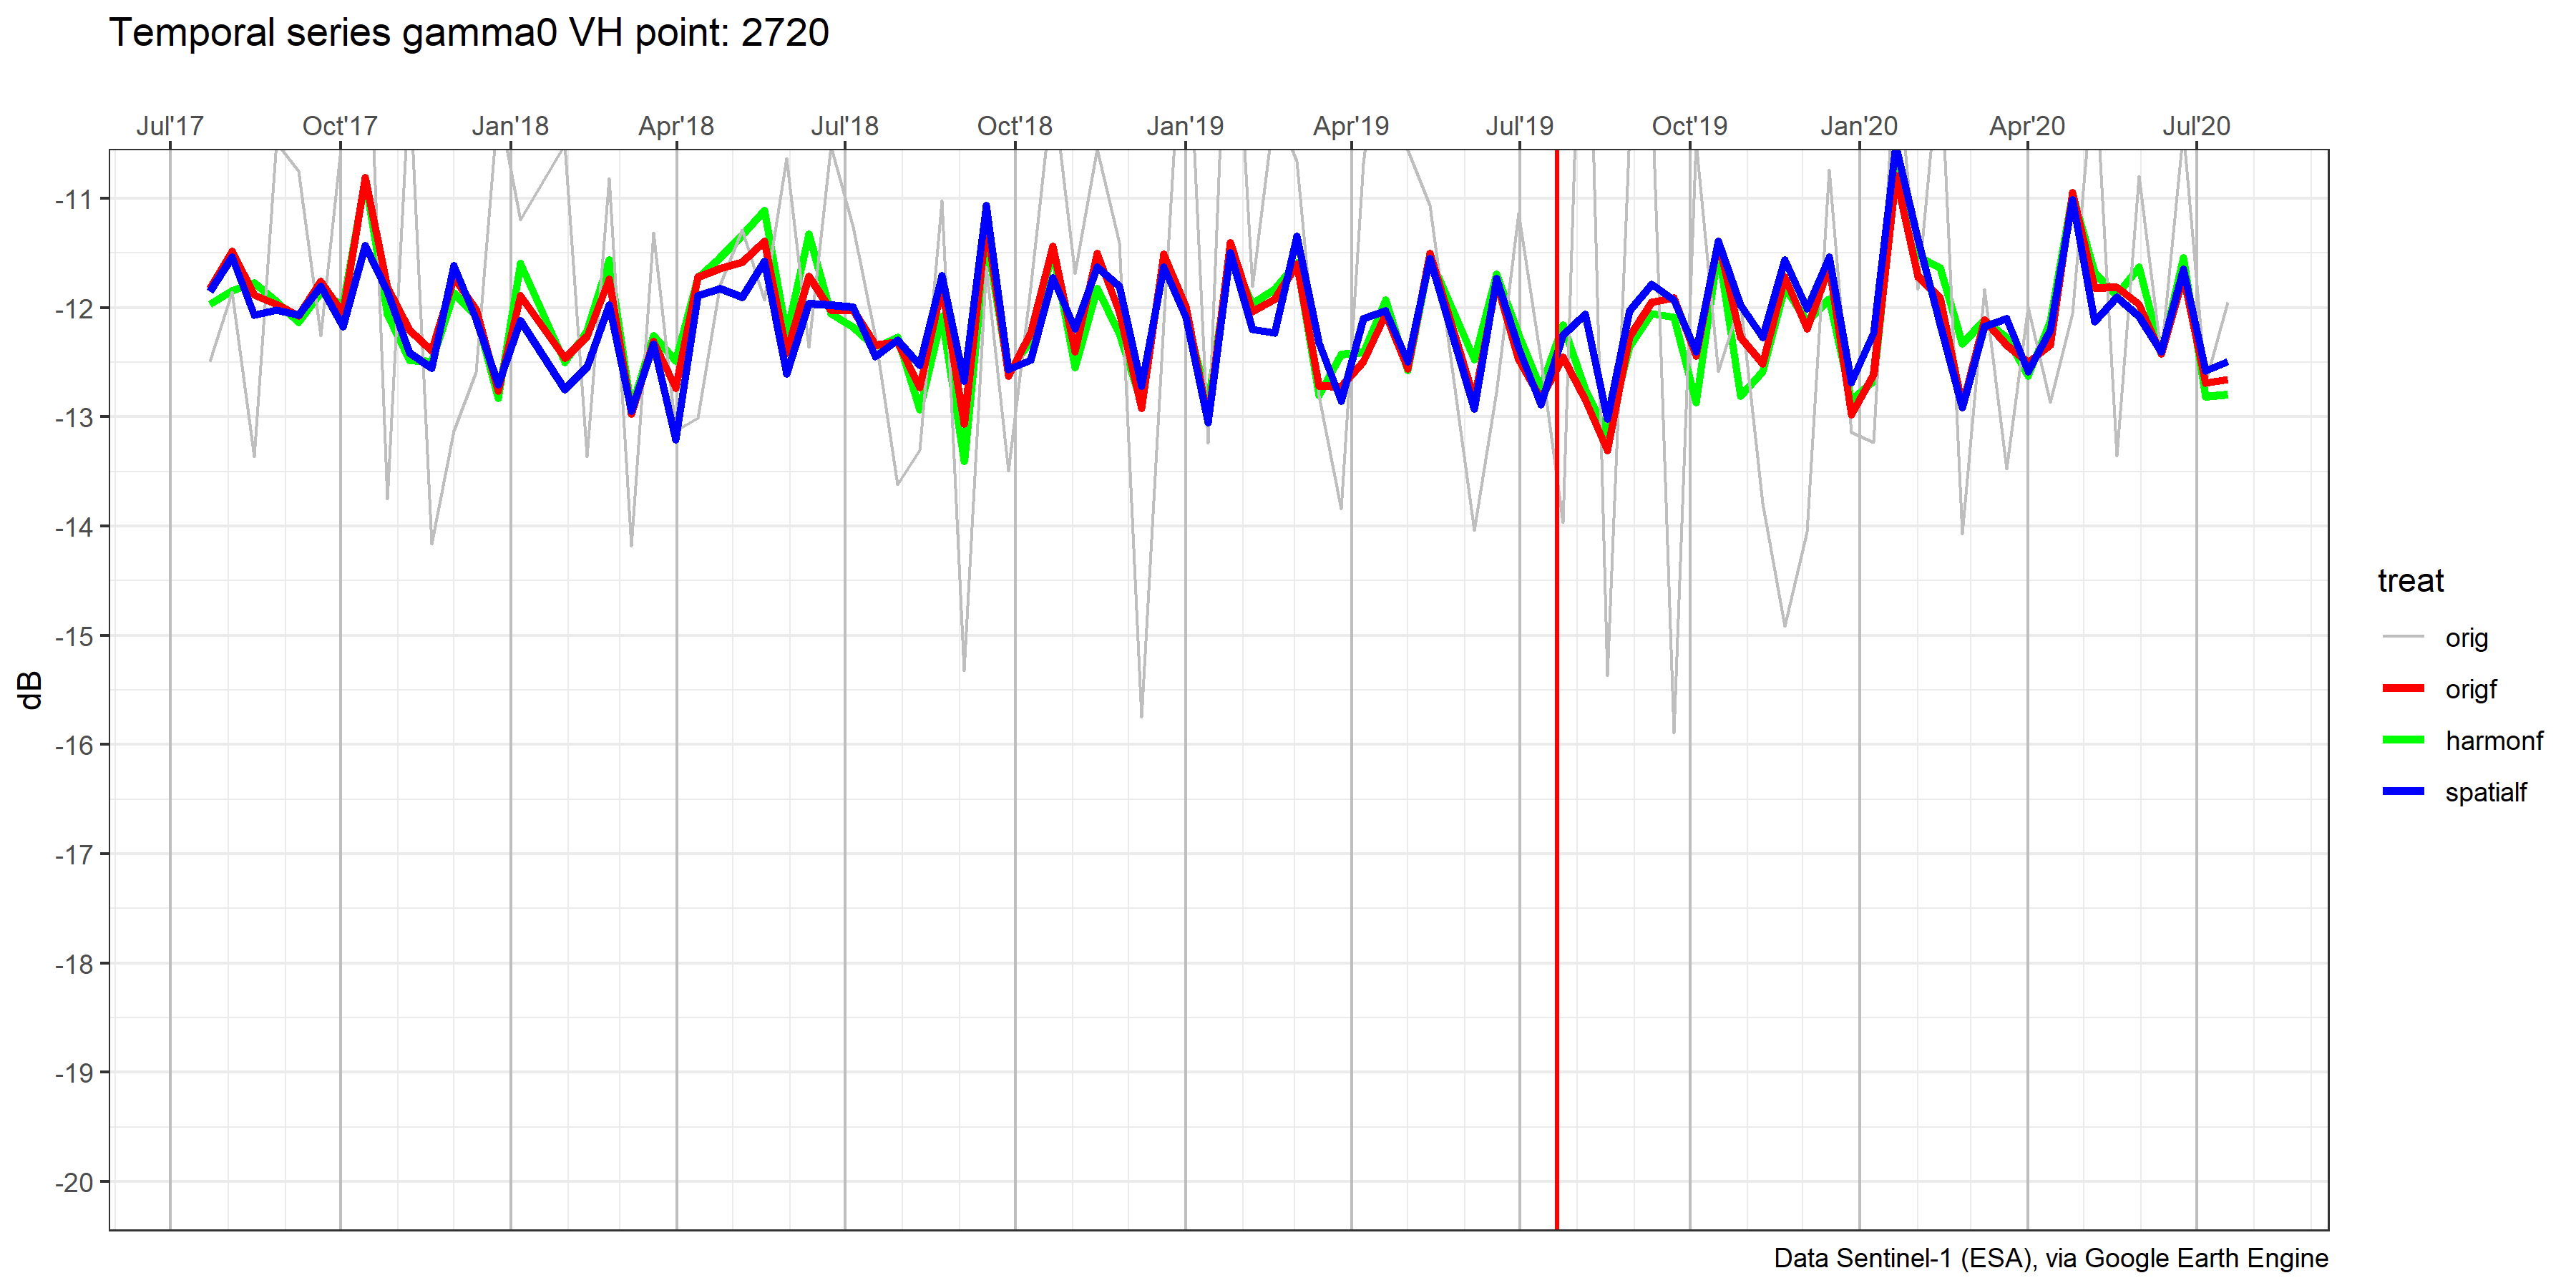 Temporal series gamma0 VH point: 2720
Jul'17 Oct'17 Jan'18 Apr'18 Jul'18 Oct'18 Jan'19 Apr'19 Jul'19 Oct'19 Jan'20 Apr'20 Jul'20
-11
-12
-13
-14
-15
-16
-17
-18
-19
-20
dB
treat
orig
origf
harmonf
spatialf
Data Sentinel-1 (ESA), via Google Earth Engine